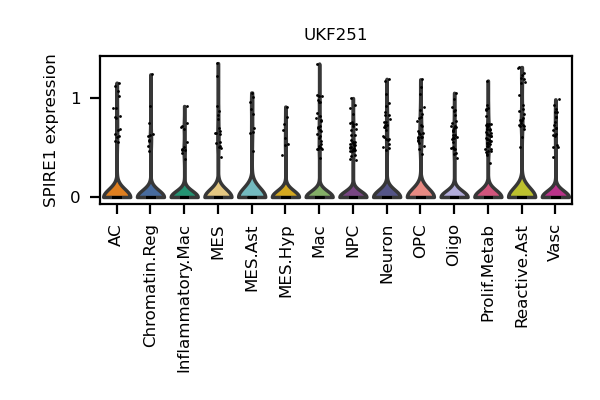 UKF251
SPIRE1 expression
1
0
AC
Chromatin.Reg
Inflammatory.Mac
MES
MES.Ast
MES.Hyp
Mac
NPC
Neuron
OPC
Oligo
Prolif.Metab
Reactive.Ast
Vasc